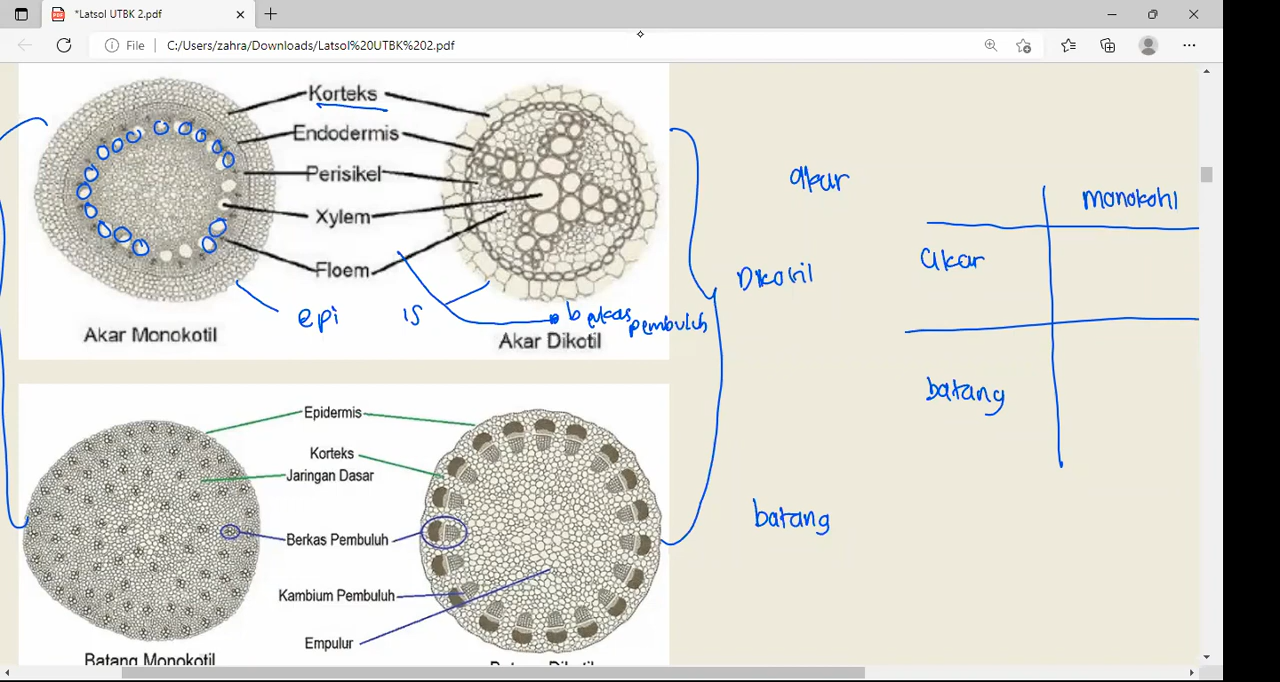 *Latsol UTBK 2.pdf
File
C:/Users/zahra/Downloads/Latsol%20UTBK%202.pdf
Korteks
Endodermis
Perisikel
Xylem
Floem
epi
is
berkas
pembuluh
Akar Monokotil
Akar Dikotil
akar
Dikotil
batang
monokotil
akar
batang
Epidermis
Korteks
Jaringan Dasar
Berkas Pembuluh
Kambium Pembuluh
Empulur
Batang Monokotil
Batang Dikotil